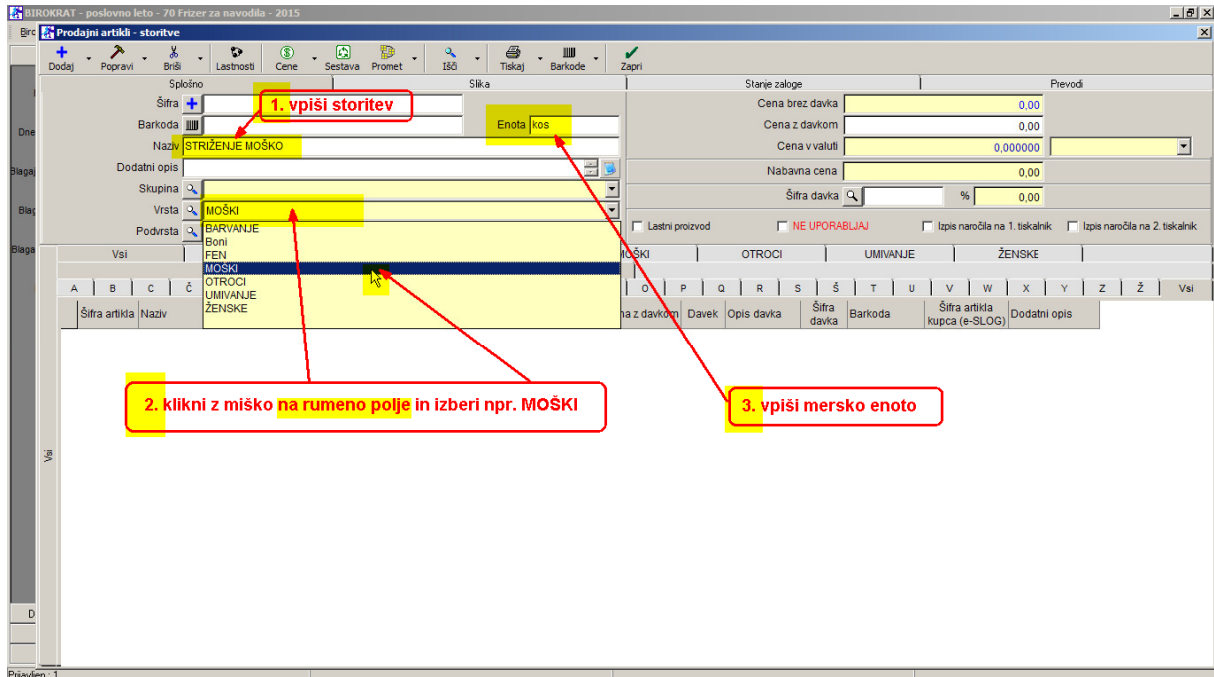 BIROKRAT - poslovno leto - 70 Frizer za navodila - 2015
Prodajni artikli - storitve
Dodaj Popravi Briši Lastnosti Cene Sestava Promet Išči Tiskaj Barkode Zapri
Splošno Slika Stanje zaloge Prevodi
Šifra
1. vpiši storitev
Cena brez davka 0,00
Barkoda
Enota kos
Cena z davkom 0,00
Naziv STRIŽENJE MOŠKO
Cena v valuti 0,000000
Dodatni opis
Nabavna cena 0,00
Skupina
Šifra davka % 0,00
Vrsta MOŠKI
Podvrsta
Lastni proizvod NE UPORABLJAJ Izpis naročila na 1. tiskalnik Izpis naročila na 2. tiskalnik
BARVANJE
Boni
FEN
MOŠKI
OTROCI
UMIVANJE
ŽENSKE
Vsi MOŠKI OTROCI UMIVANJE ŽENSKE
A B C Č O P Q R S Š T U V W X Y Z Ž Vsi
Šifra artikla Naziv na z davkom Davek Opis davka Šifra davka Barkoda Šifra artikla kupca (e-SLOG) Dodatni opis
2. klikni z miško na rumeno polje in izberi npr. MOŠKI
3. vpiši mersko enoto
Vsi
Prijavljen : 1